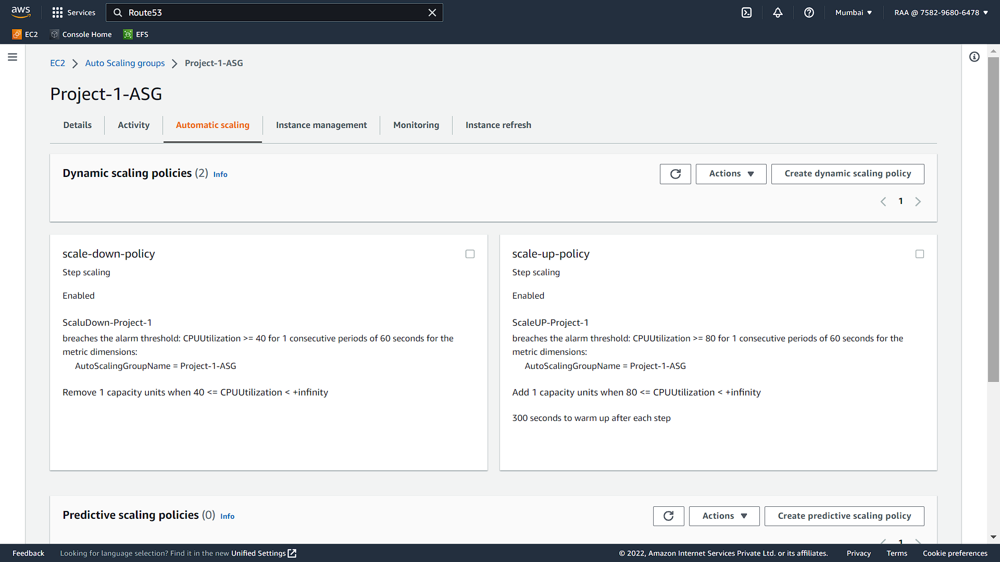 aws
Services
Route53
Mumbai ▼
RAA @ 7582-9680-6478 ▼
EC2
Console Home
EFS
EC2 > Auto Scaling groups > Project-1-ASG
Project-1-ASG
Details
Activity
Automatic scaling
Instance management
Monitoring
Instance refresh
Dynamic scaling policies (2) Info
Actions ▼
Create dynamic scaling policy
< 1 >
scale-down-policy
Step scaling
Enabled
ScaluDown-Project-1
breaches the alarm threshold: CPUUtilization >= 40 for 1 consecutive periods of 60 seconds for the
metric dimensions:
AutoScalingGroupName = Project-1-ASG
Remove 1 capacity units when 40 <= CPUUtilization < +infinity
scale-up-policy
Step scaling
Enabled
ScaleUP-Project-1
breaches the alarm threshold: CPUUtilization >= 80 for 1 consecutive periods of 60 seconds for the
metric dimensions:
AutoScalingGroupName = Project-1-ASG
Add 1 capacity units when 80 <= CPUUtilization < +infinity
300 seconds to warm up after each step
Predictive scaling policies (0) Info
Actions ▼
Create predictive scaling policy
< 1 >
Feedback
Looking for language selection? Find it in the new Unified Settings
© 2022, Amazon Internet Services Private Ltd. or its affiliates.
Privacy
Terms
Cookie preferences